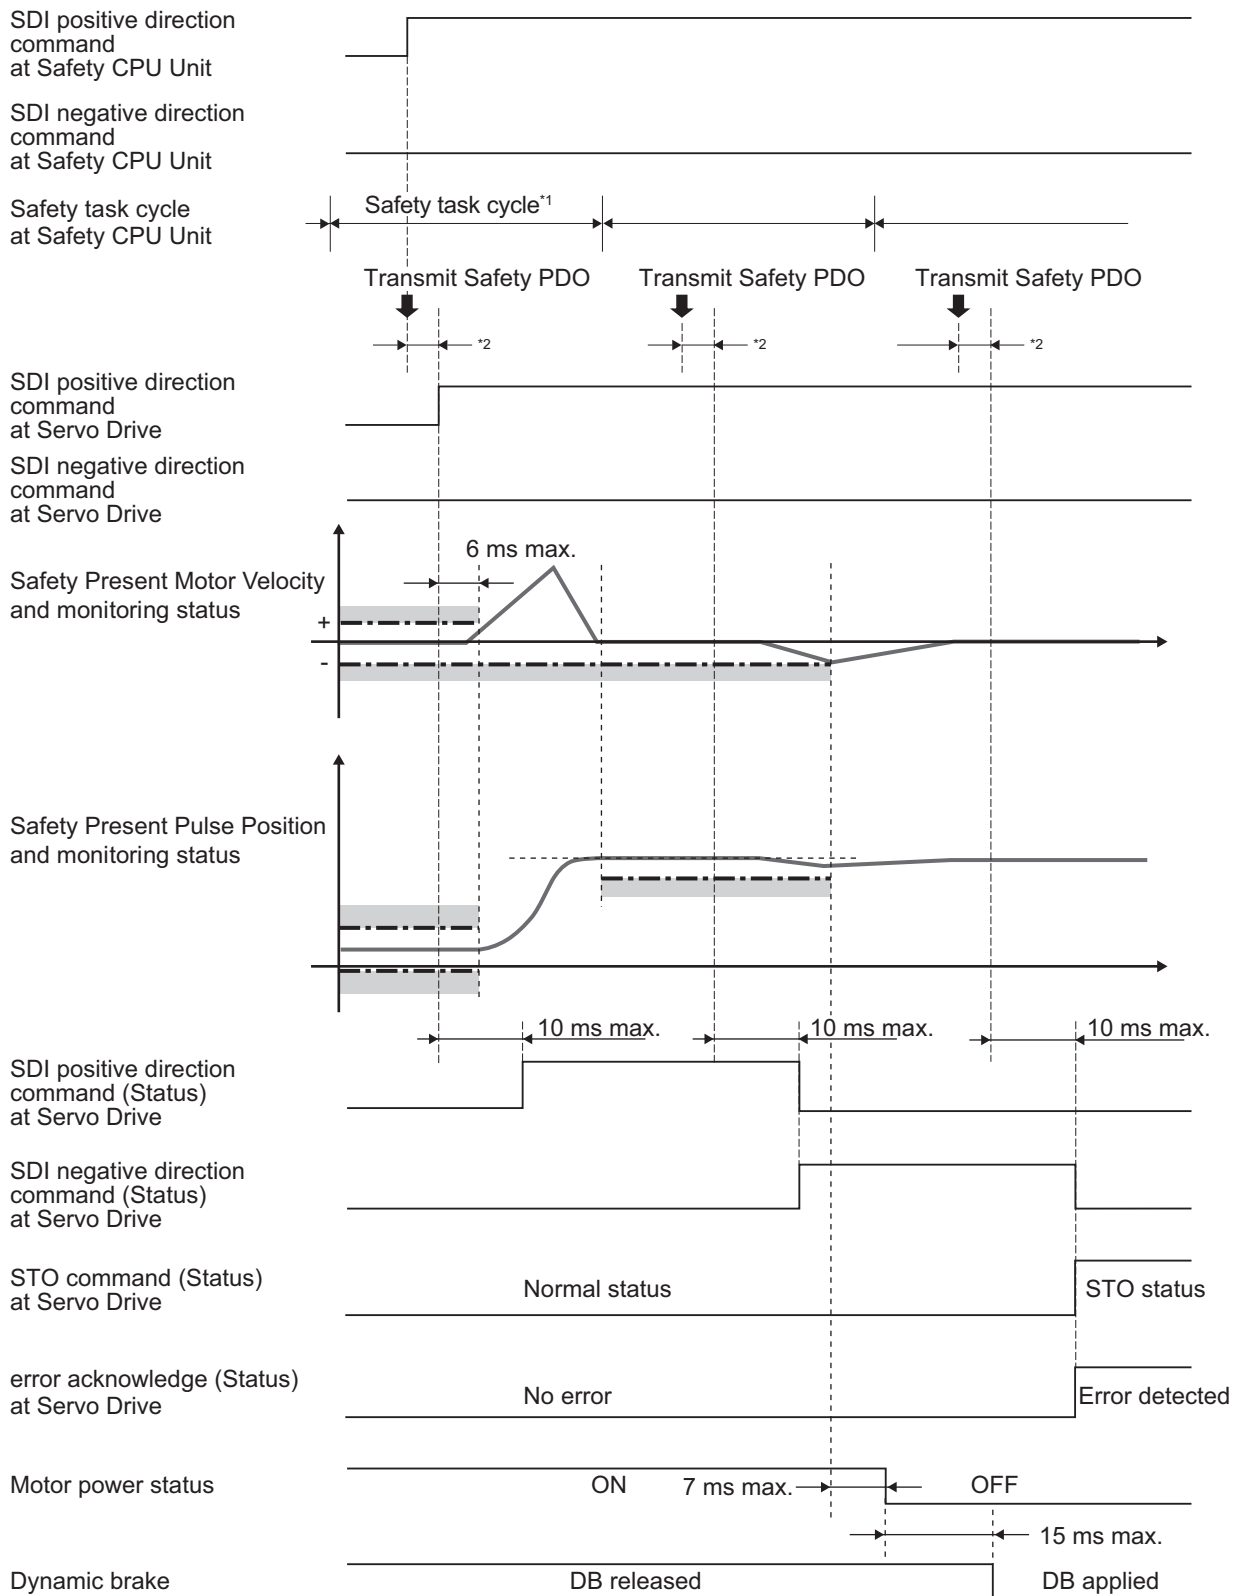 SDI positive direction
command
at Safety CPU Unit
SDI negative direction
command
at Safety CPU Unit
Safety task cycle
at Safety CPU Unit
Safety task cycle*1
Transmit Safety PDO
Transmit Safety PDO
Transmit Safety PDO
*2
*2
*2
SDI positive direction
command
at Servo Drive
SDI negative direction
command
at Servo Drive
6 ms max.
Safety Present Motor Velocity
and monitoring status
+
-
Safety Present Pulse Position
and monitoring status
10 ms max.
10 ms max.
10 ms max.
SDI positive direction
command (Status)
at Servo Drive
SDI negative direction
command (Status)
at Servo Drive
STO command (Status)
at Servo Drive
Normal status
STO status
error acknowledge (Status)
at Servo Drive
No error
Error detected
Motor power status
ON
7 ms max.
OFF
15 ms max.
Dynamic brake
DB released
DB applied